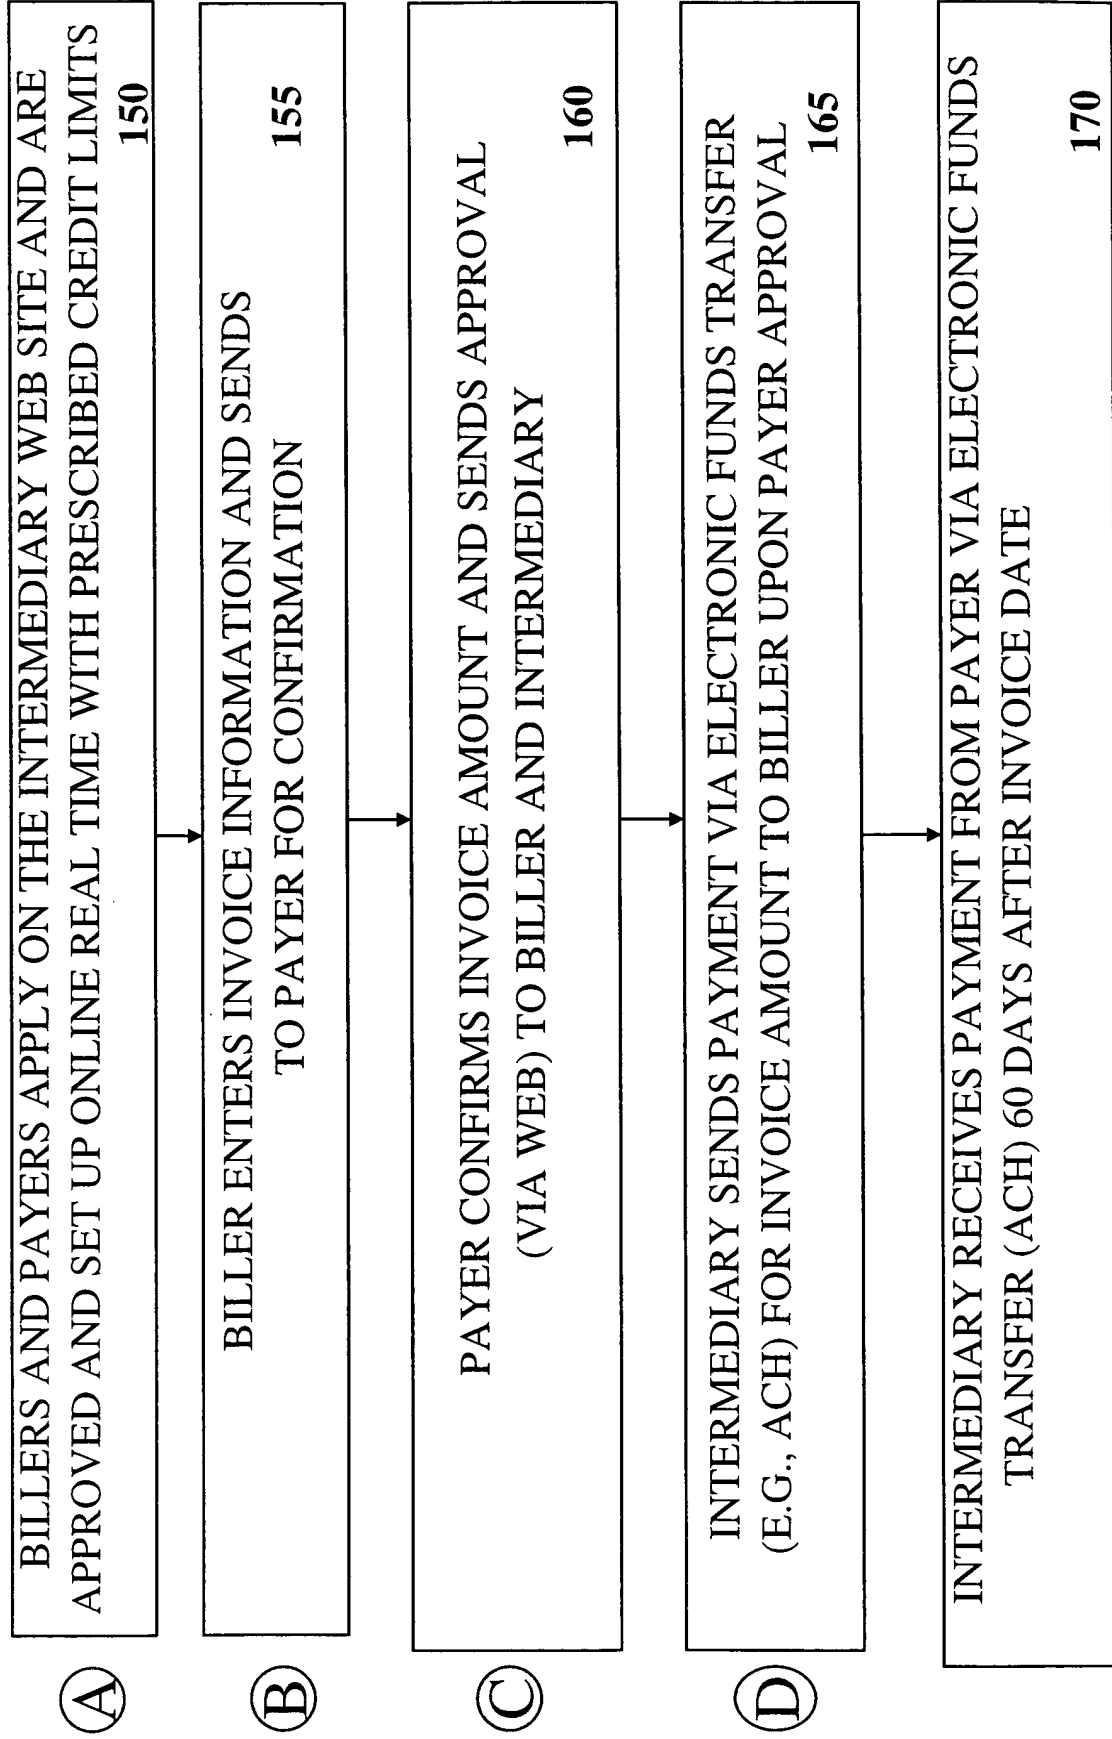 A
BILLERS AND PAYERS APPLY ON THE INTERMEDIARY WEB SITE AND ARE
APPROVED AND SET UP ONLINE REAL TIME WITH PRESCRIBED CREDIT LIMITS
150
B
BILLER ENTERS INVOICE INFORMATION AND SENDS
TO PAYER FOR CONFIRMATION
155
C
PAYER CONFIRMS INVOICE AMOUNT AND SENDS APPROVAL
(VIA WEB) TO BILLER AND INTERMEDIARY
160
D
INTERMEDIARY SENDS PAYMENT VIA ELECTRONIC FUNDS TRANSFER
(E.G., ACH) FOR INVOICE AMOUNT TO BILLER UPON PAYER APPROVAL
165
INTERMEDIARY RECEIVES PAYMENT FROM PAYER VIA ELECTRONIC FUNDS
TRANSFER (ACH) 60 DAYS AFTER INVOICE DATE
170